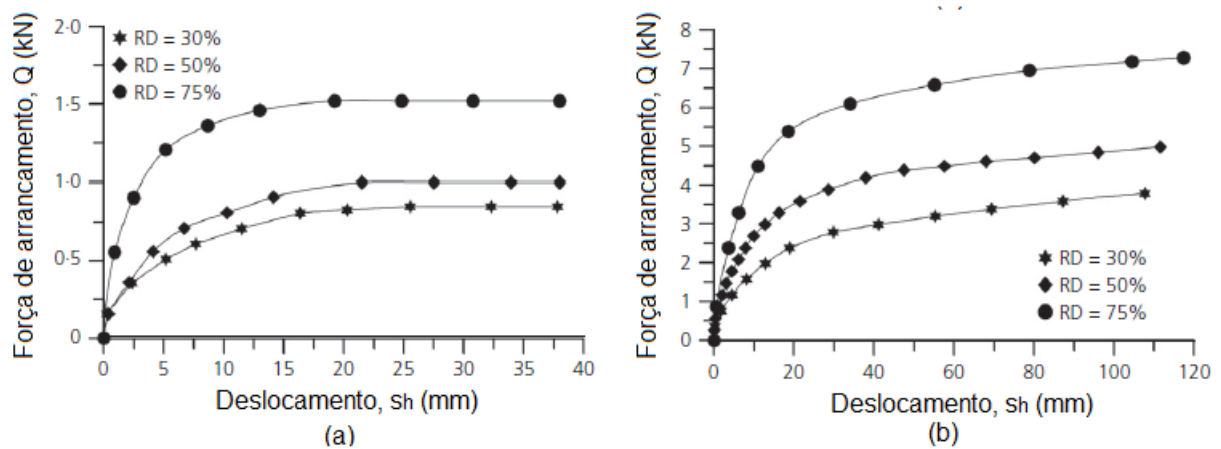 Força de arrancamento, Q (kN)
2·0
1·5
1·0
0·5
0
RD = 30%
RD = 50%
RD = 75%
0 5 10 15 20 25 30 35 40
Deslocamento, sh (mm)
(a)
Força de arrancamento, Q (kN)
8
7
6
5
4
3
2
1
0
RD = 30%
RD = 50%
RD = 75%
0 20 40 60 80 100 120
Deslocamento, sh (mm)
(b)